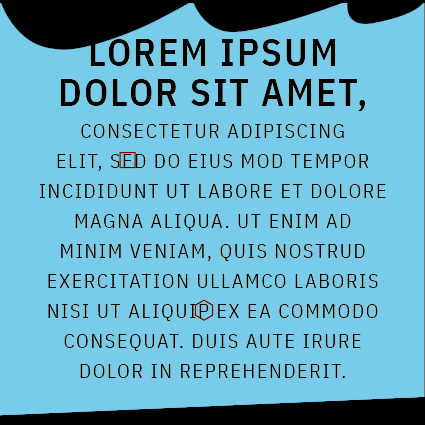 LOREM IPSUM
DOLOR SIT AMET,
CONSECTETUR ADIPISCING
ELIT, SED DO EIUS MOD TEMPOR
INCIDIDUNT UT LABORE ET DOLORE
MAGNA ALIQUA. UT ENIM AD
MINIM VENIAM, QUIS NOSTRUD
EXERCITATION ULLAMCO LABORIS
NISI UT ALIQUIP EX EA COMMODO
CONSEQUAT. DUIS AUTE IRURE
DOLOR IN REPREHENDERIT.